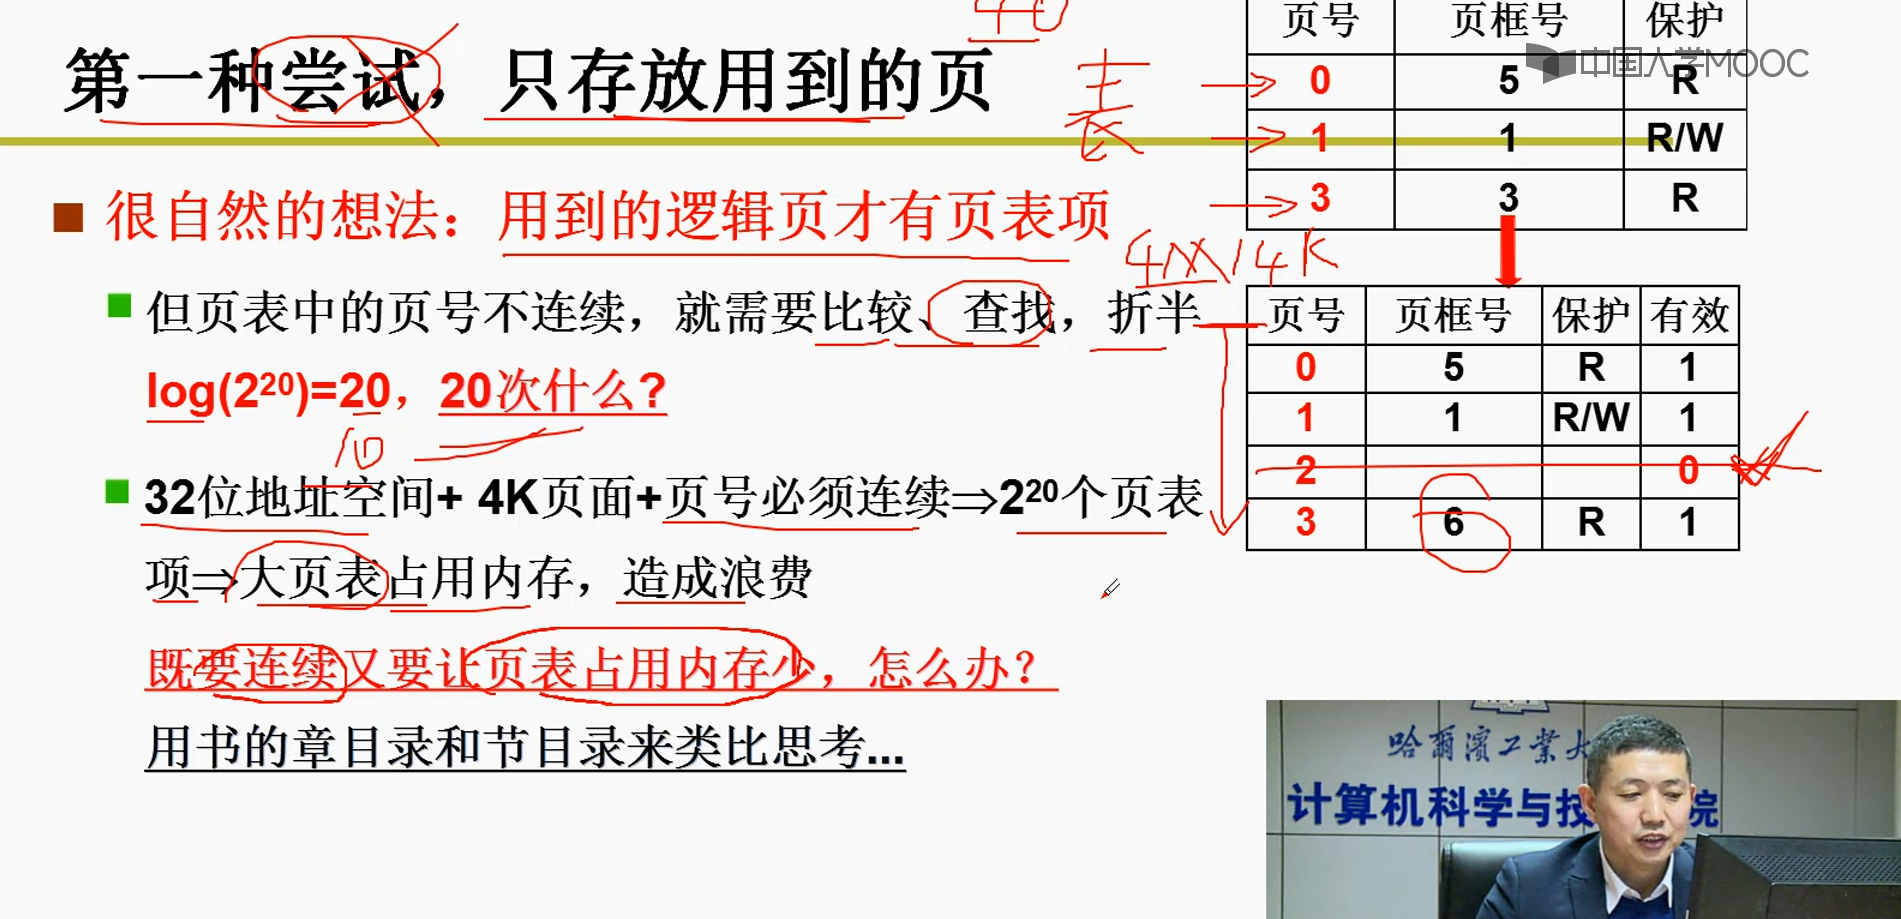 第一种尝试，只存放用到的页
40
表
页号 页框号 保护
中国大学MOOC
0 5 R
1 1 R/W
3 3 R
■ 很自然的想法：用到的逻辑页才有页表项
4M/4K
■ 但页表中的页号不连续，就需要比较、查找，折半
log(2²⁰)=20，20次什么?
10
■ 32位地址空间+ 4K页面+页号必须连续⇒2²⁰个页表
项⇒大页表占用内存，造成浪费
页号 页框号 保护 有效
0 5 R 1
1 1 R/W 1
2 0
3 6 R 1
既要连续又要让页表占用内存少，怎么办?
用书的章目录和节目录来类比思考...
哈爾濱工業大
计算机科学与技 院